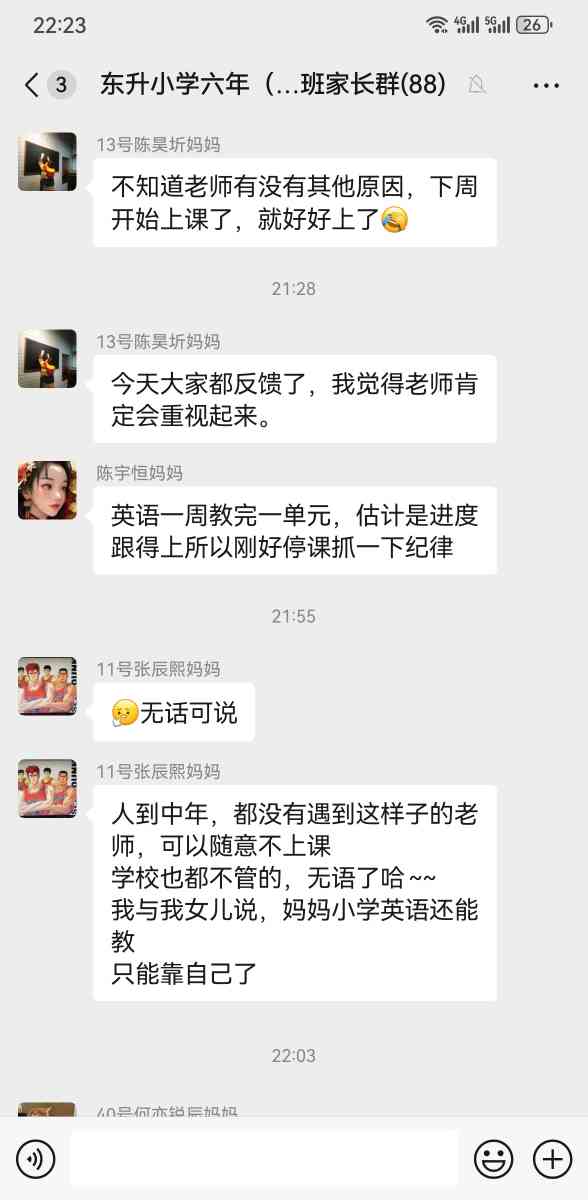 22:23
4G 5G 26
3 东升小学六年（...班家长群(88)
13号陈昊圻妈妈
不知道老师有没有其他原因，下周
开始上课了，就好好上了
21:28
13号陈昊圻妈妈
今天大家都反馈了，我觉得老师肯
定会重视起来。
陈宇恒妈妈
英语一周教完一单元，估计是进度
跟得上所以刚好停课抓一下纪律
21:55
11号张辰熙妈妈
无话可说
11号张辰熙妈妈
人到中年，都没有遇到这样子的老
师，可以随意不上课
学校也都不管的，无语了哈~~
我与我女儿说，妈妈小学英语还能
教
只能靠自己了
22:03
40号何亦锐辰妈妈